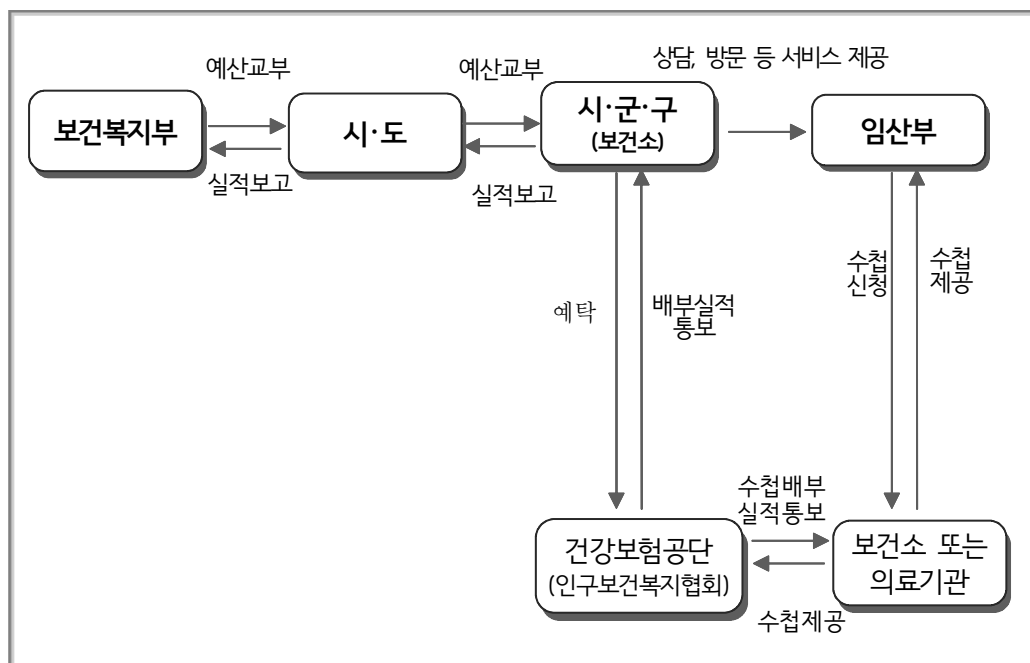 상담, 방문 등 서비스 제공
예산교부
예산교부
보건복지부
시·도
시·군·구
(보건소)
임산부
실적보고
실적보고
예탁
배부실적
통보
수첩
신청
수첩
제공
수첩배부
실적통보
건강보험공단
(인구보건복지협회)
보건소 또는
의료기관
수첩제공